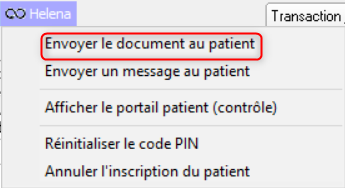 Helena
Transaction
Envoyer le document au patient
Envoyer un message au patient
Afficher le portail patient (contrôle)
Réinitialiser le code PIN
Annuler l'inscription du patient